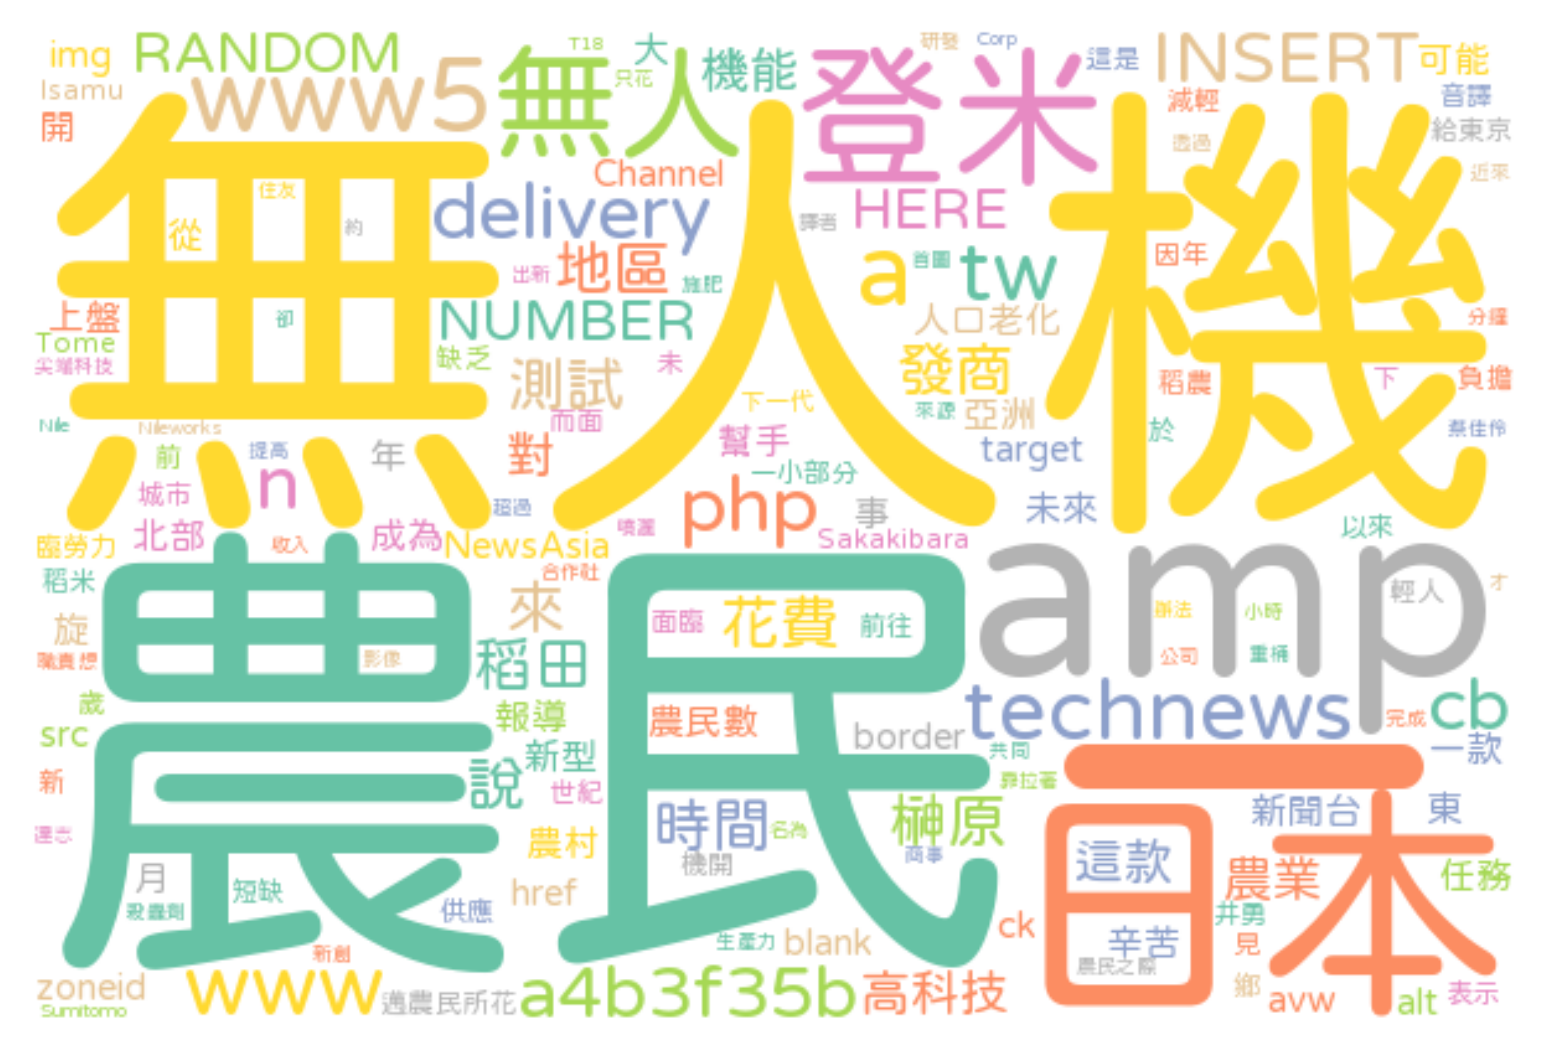 img
RANDOM
T18
大
研發
Corp
這是
INSERT
可能
Isamu
www5
無人
只花
機能
登米
減輕
音譯
開
給東京
透過
Channel
近來
無人機
住友
delivery
HERE
從
約
譯者
地區
a
首圖
tw
因年
出新
施肥
上盤
卻
NUMBER
人口老化
分鐘
Tome
缺乏
未
發商
尖端科技
測試
稻農
下
負擔
下一代
來源
亞洲
Nile
Nileworks
而面
於
蔡佳伶
前
提高
年
對
幫手
target
一小部分
城市
n
超過
php
事
未來
噴灑
以來
臨勞力
北部
收入
成為
NewsAsia
Sakakibara
合作社
amp
稻米
農民
來
面臨
花費
前往
辦法
小時
輕人
才
旋
職責想
影像
稻田
公司
重桶
歲
technews
完成
cb
src
報導
農民數
border
共同
一款
新
新型
靠拉著
說
世紀
日本
達志
時間
名為
榊原
新聞台
東
農村
商事
機開
這款
月
農業
任務
短缺
href
殺蟲劑
供應
井勇
ck
辛苦
見
新創
生產力
blank
農民之際
zoneid
www
邁農民所花
a4b3f35b
高科技
鄉
avw
alt
表示
Sumitomo